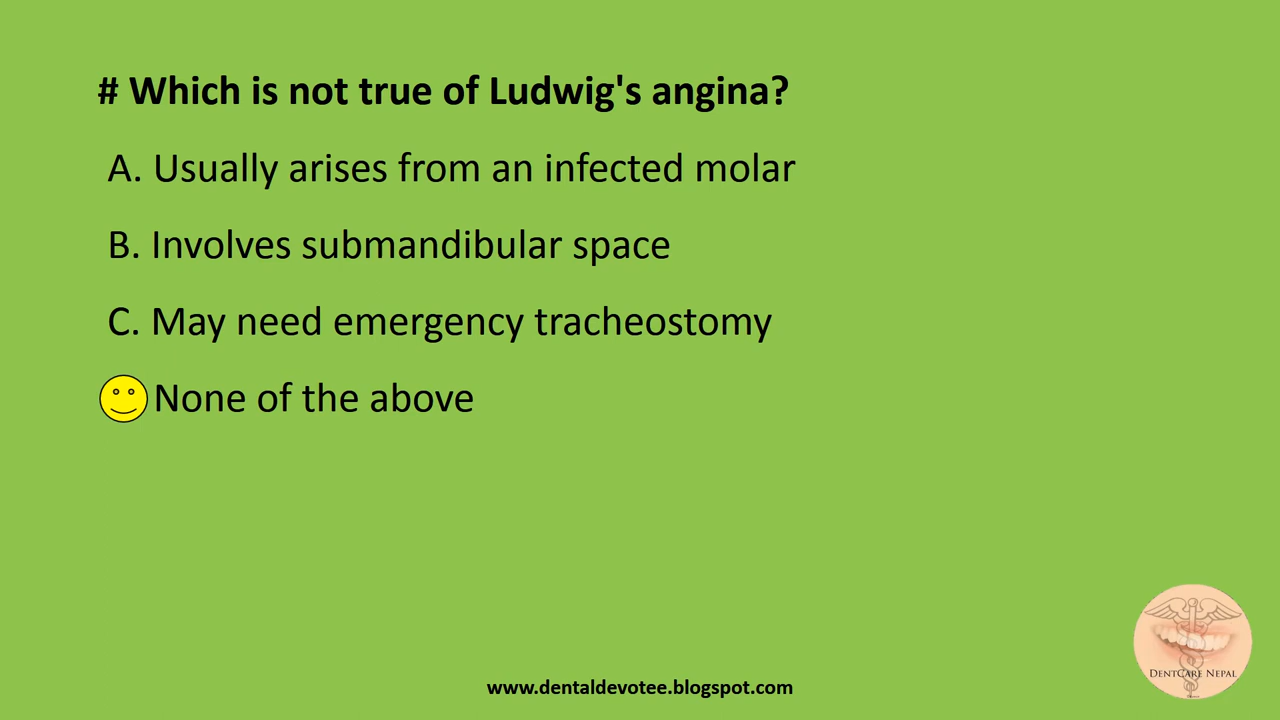 # Which is not true of Ludwig's angina?
A. Usually arises from an infected molar
B. Involves submandibular space
C. May need emergency tracheostomy
None of the above
DENTCARE NEPAL
www.dentaldevotee.blogspot.com